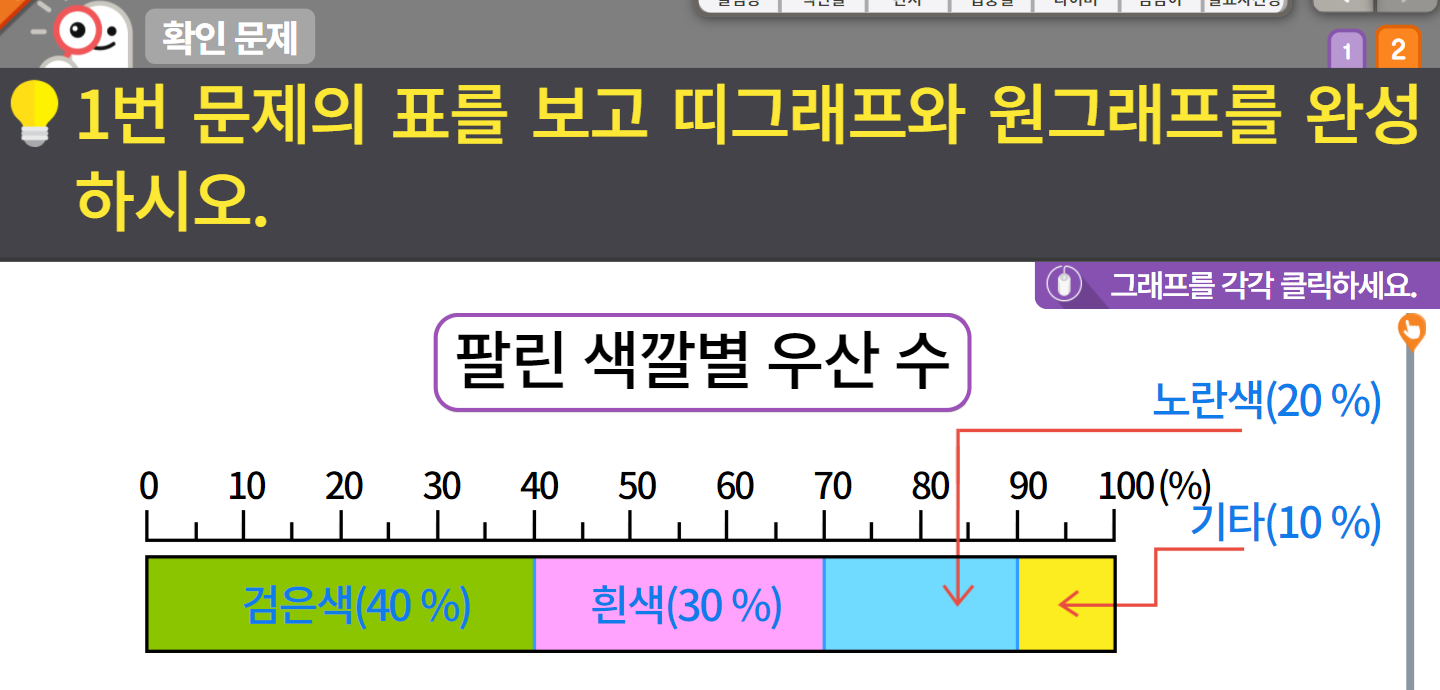 확인 문제
1
2
1번 문제의 표를 보고 띠그래프와 원그래프를 완성
하시오.
그래프를 각각 클릭하세요.
팔린 색깔별 우산 수
노란색(20 %)
0 10 20 30 40 50 60 70 80 90 100 (%)
기타(10 %)
검은색(40 %) 흰색(30 %)